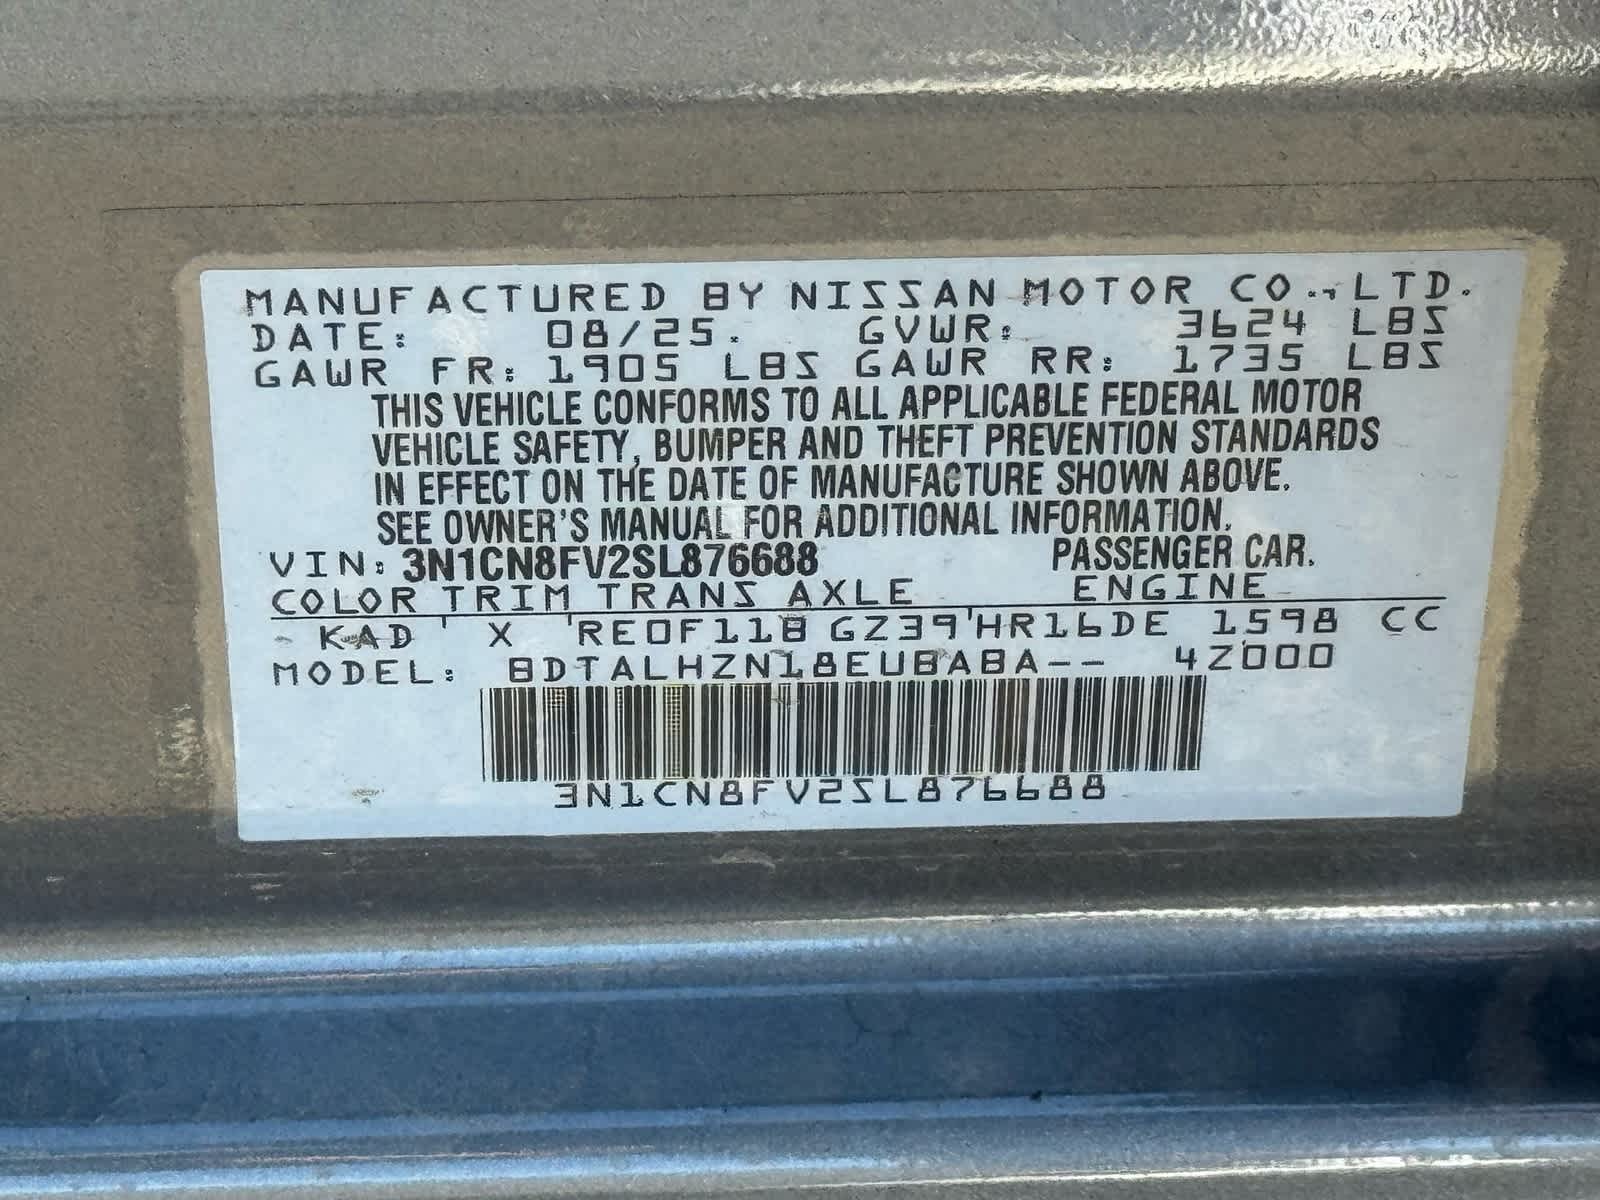 MANUFACTURED BY NISSAN MOTOR CO., LTD.
DATE: 08/25. GVWR: 3624 LBS
GAWR FR: 1905 LBS GAWR RR: 1735 LBS
THIS VEHICLE CONFORMS TO ALL APPLICABLE FEDERAL MOTOR
VEHICLE SAFETY, BUMPER AND THEFT PREVENTION STANDARDS
IN EFFECT ON THE DATE OF MANUFACTURE SHOWN ABOVE.
SEE OWNER'S MANUAL FOR ADDITIONAL INFORMATION.
VIN: 3N1CN8FV2SL876688 PASSENGER CAR.
COLOR TRIM TRANS AXLE ENGINE
KAD X RE0F11B GZ39 HR16DE 1598 CC
MODEL: BDTALHZN18EUBABA-- 4Z000
3N1CN8FV2SL876688